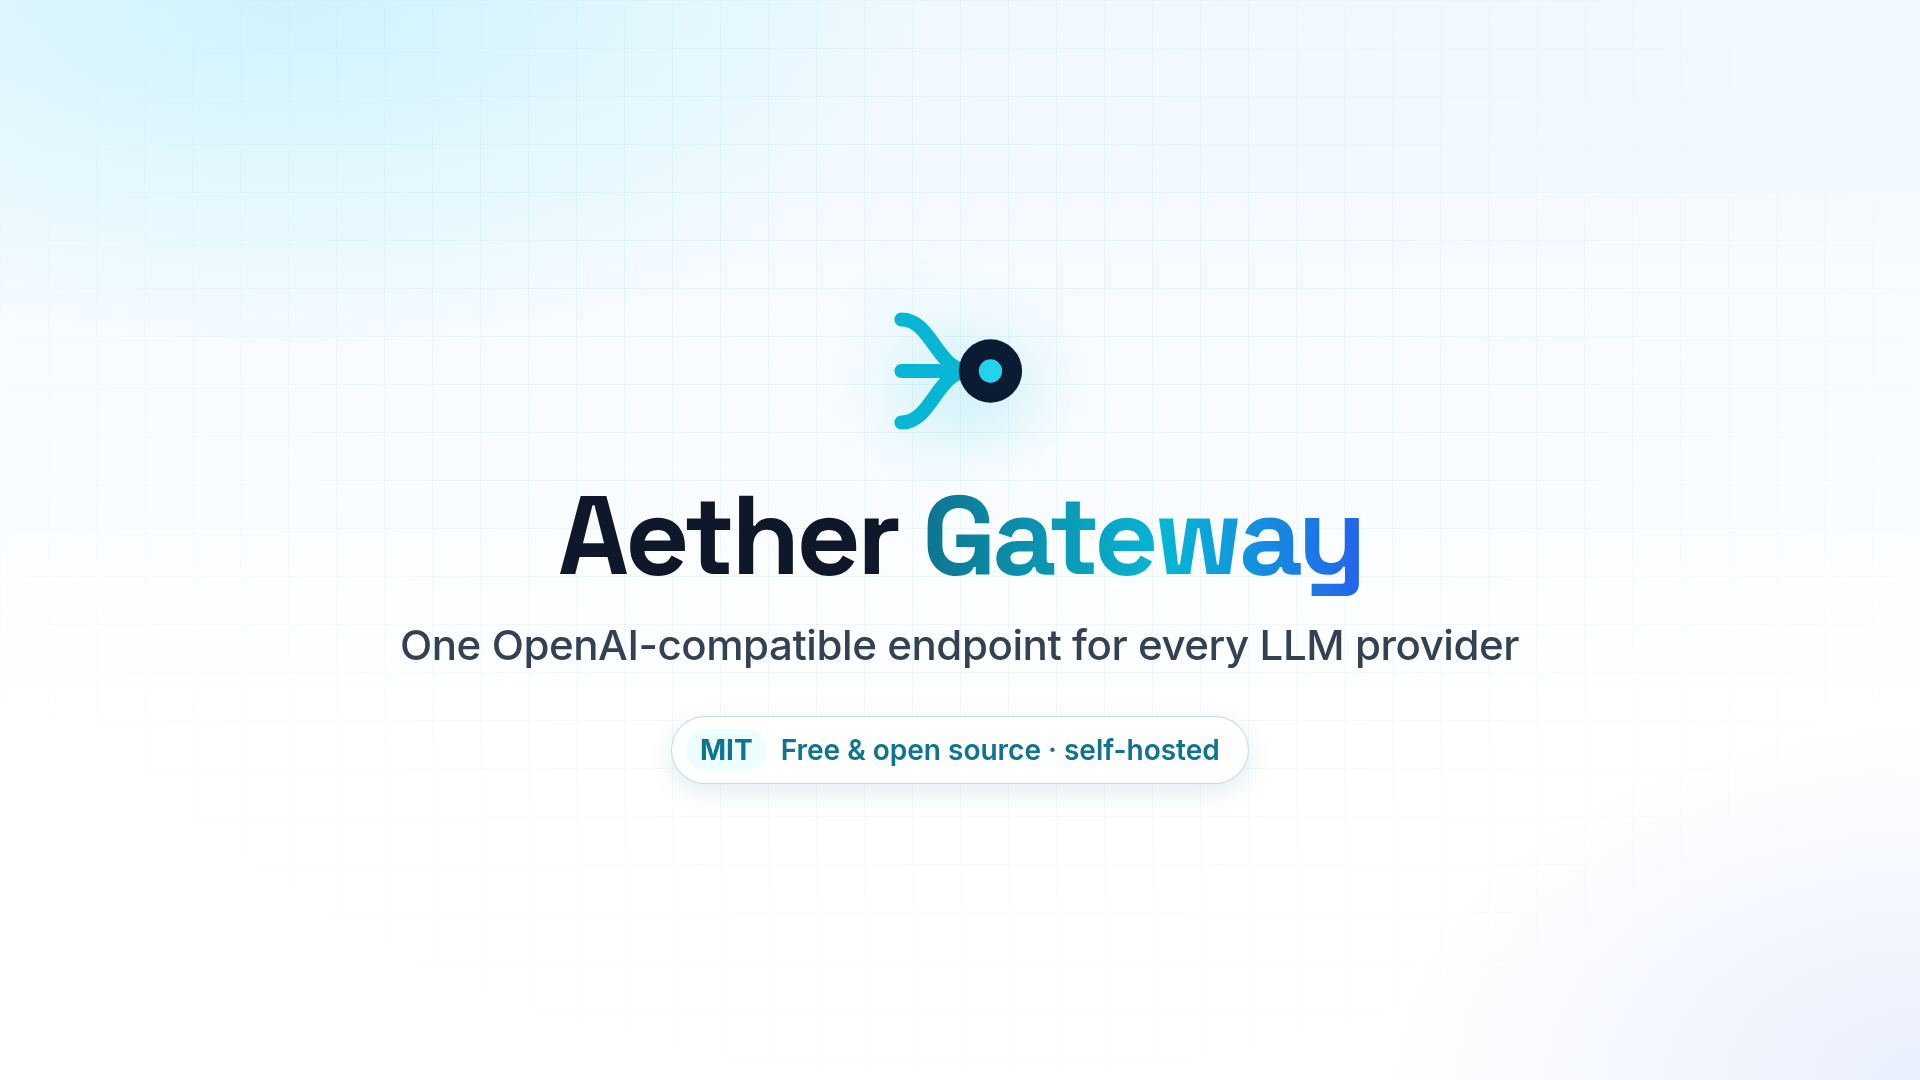 Aether Gateway
One OpenAI-compatible endpoint for every LLM provider
MIT Free & open source · self-hosted